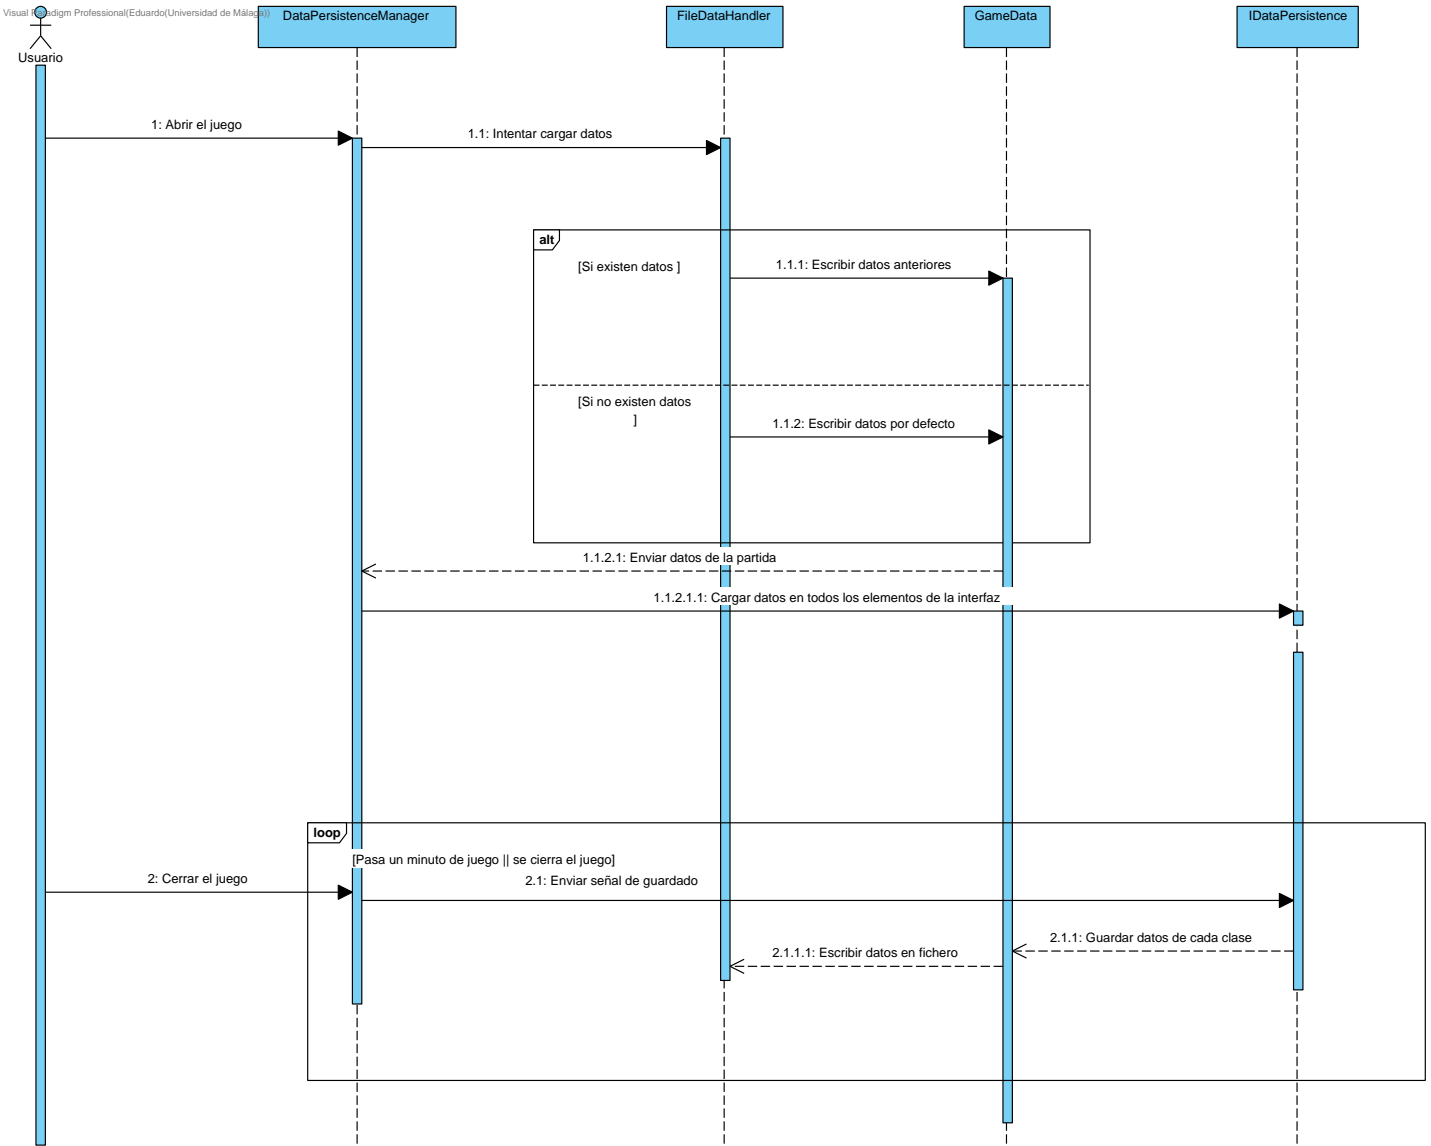 Visual Paradigm Professional(Eduardo(Universidad de Málaga))
Usuario
DataPersistenceManager
FileDataHandler
GameData
IDataPersistence
1: Abrir el juego
1.1: Intentar cargar datos
alt
[Si existen datos ]
1.1.1: Escribir datos anteriores
[Si no existen datos
]
1.1.2: Escribir datos por defecto
1.1.2.1: Enviar datos de la partida
1.1.2.1.1: Cargar datos en todos los elementos de la interfaz
loop
[Pasa un minuto de juego || se cierra el juego]
2: Cerrar el juego
2.1: Enviar señal de guardado
2.1.1: Guardar datos de cada clase
2.1.1.1: Escribir datos en fichero